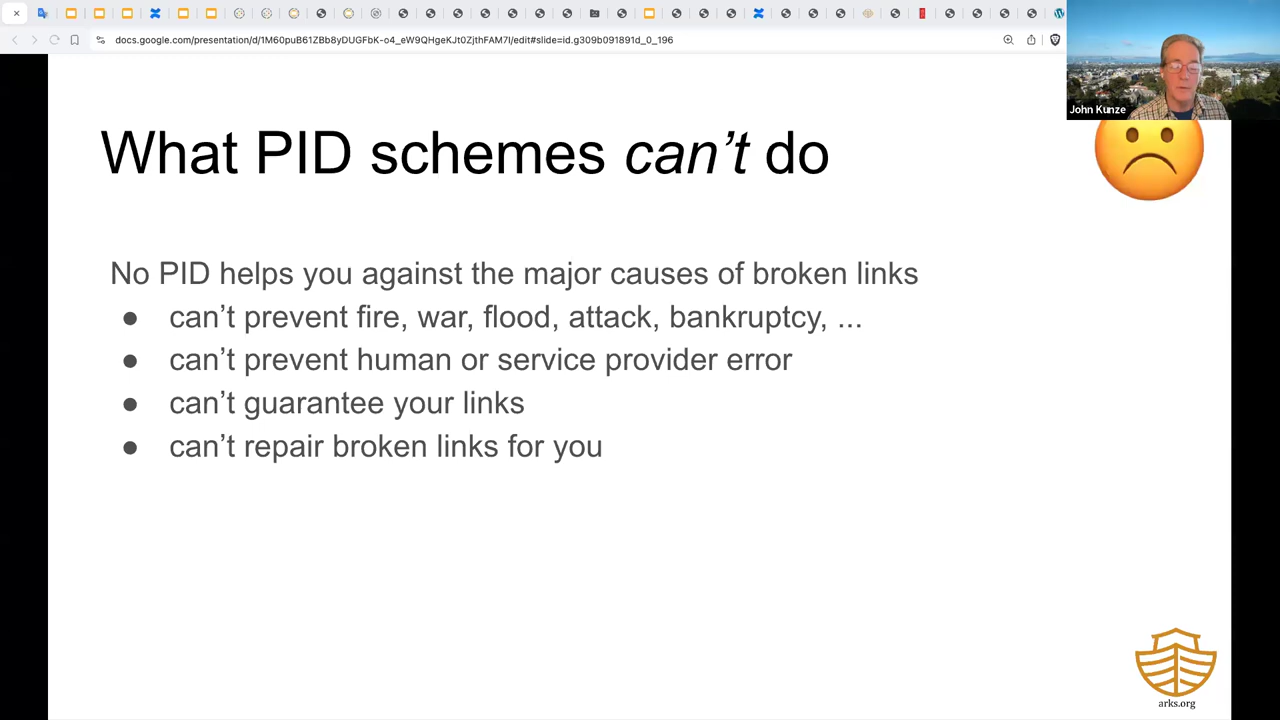 docs.google.com/presentation/d/1M60puB61ZBb8yDUGFbK-o4_eW9QHgeKJt0ZjthFAM7I/edit#slide=id.g309b091891d_0_196
John Kunze
What PID schemes can’t do
No PID helps you against the major causes of broken links
● can’t prevent fire, war, flood, attack, bankruptcy, ...
● can’t prevent human or service provider error
● can’t guarantee your links
● can’t repair broken links for you
arks.org